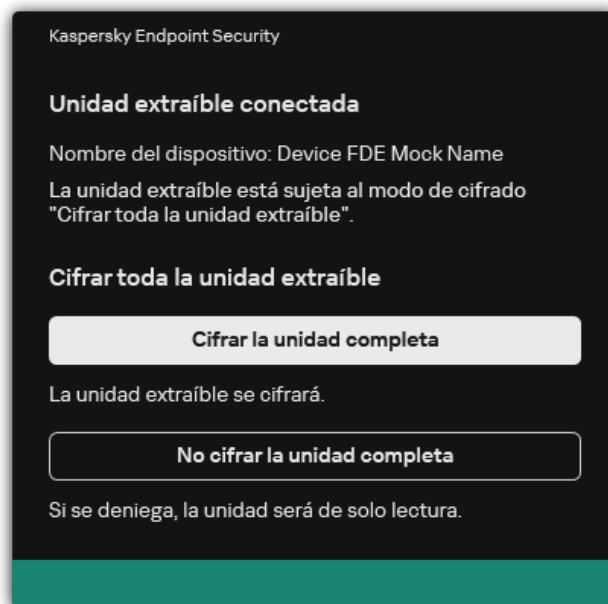 Kaspersky Endpoint Security
Unidad extraíble conectada
Nombre del dispositivo: Device FDE Mock Name
La unidad extraíble está sujeta al modo de cifrado
"Cifrar toda la unidad extraíble".
Cifrar toda la unidad extraíble
Cifrar la unidad completa
La unidad extraíble se cifrará.
No cifrar la unidad completa
Si se deniega, la unidad será de solo lectura.